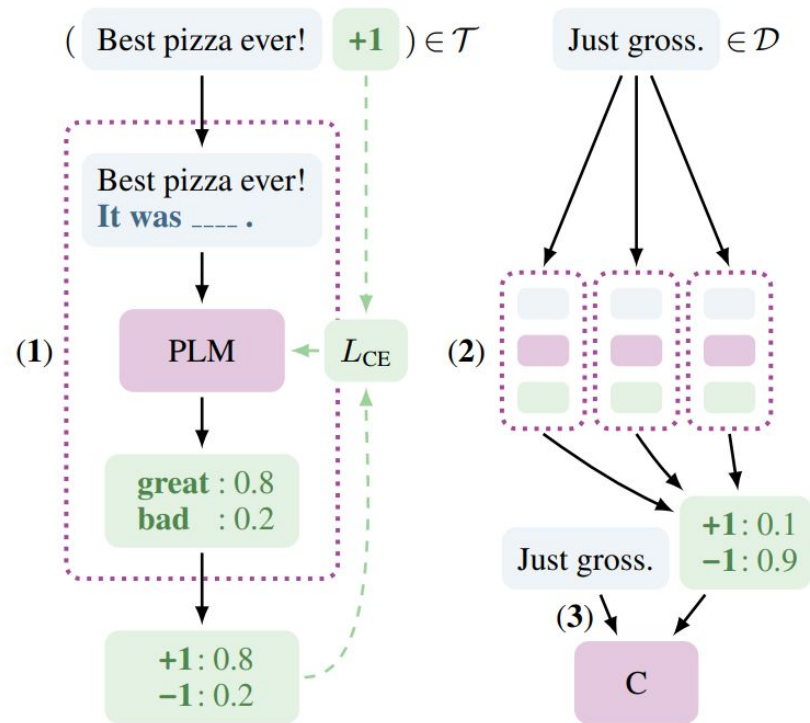 ( Best pizza ever! +1 ) ∈ 𝒯
Just gross. ∈ 𝒟
Best pizza ever!
It was ____ .
(1)
PLM
L_CE
(2)
great : 0.8
bad : 0.2
+1 : 0.8
−1 : 0.2
+1 : 0.1
−1 : 0.9
Just gross.
(3)
C